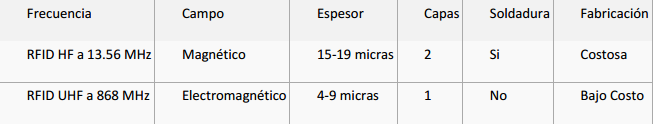 Frecuencia Campo Espesor Capas Soldadura Fabricación
RFID HF a 13.56 MHz Magnético 15-19 micras 2 Si Costosa
RFID UHF a 868 MHz Electromagnético 4-9 micras 1 No Bajo Costo